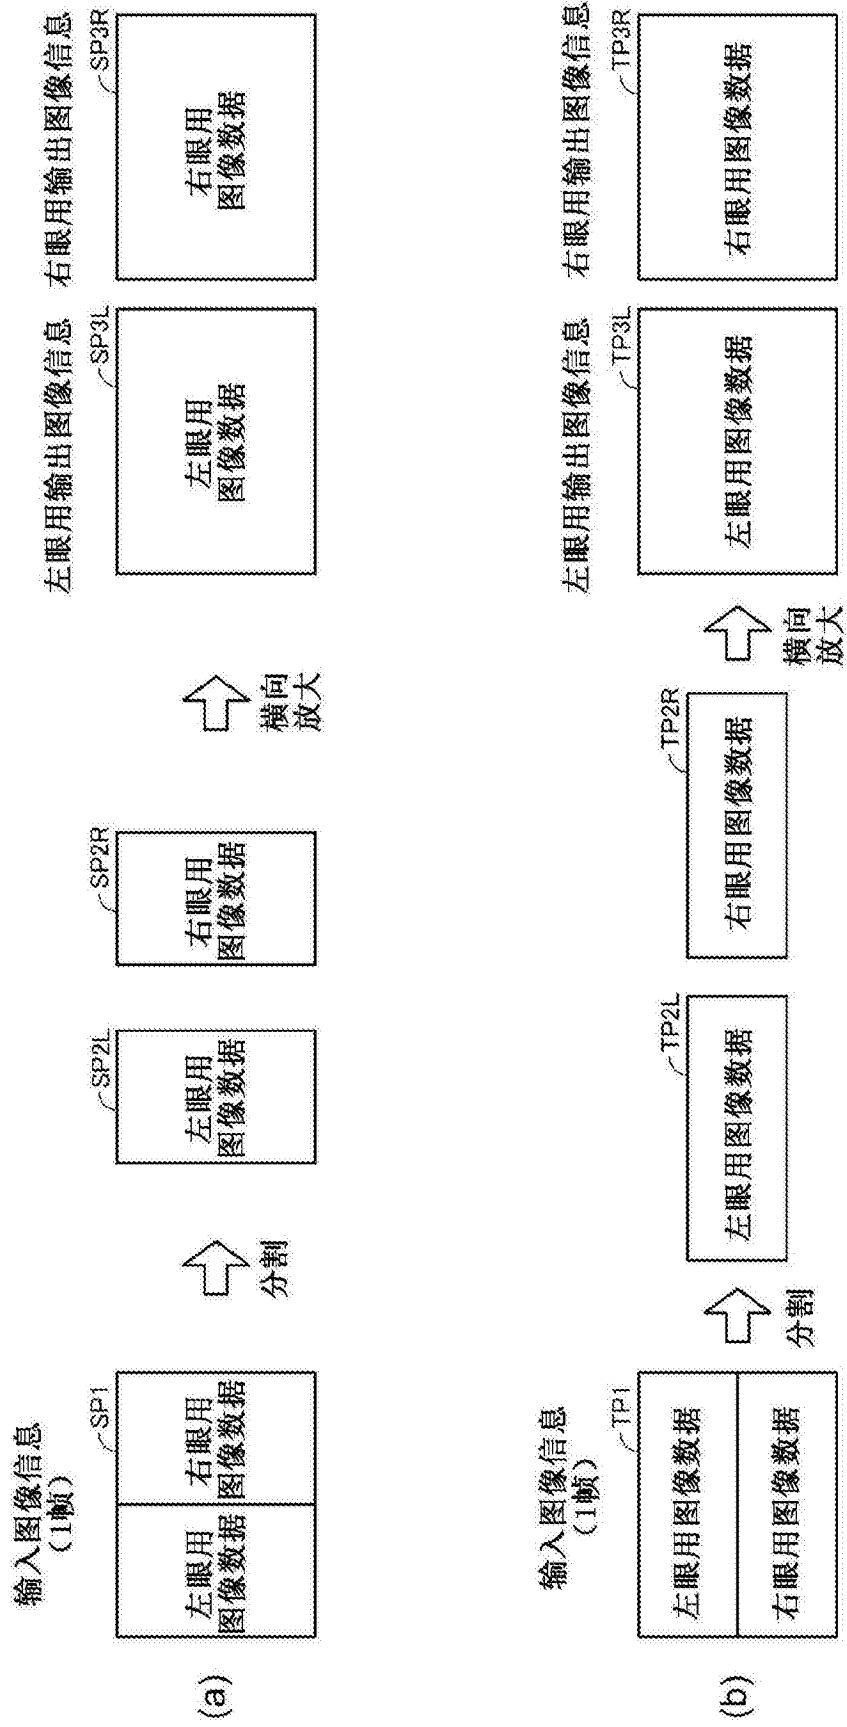 (a)
输入图像信息
(1帧)
SP1
左眼用
图像数据
右眼用
图像数据
分割
SP2L
左眼用
图像数据
SP2R
右眼用
图像数据
横向
放大
左眼用输出图像信息
SP3L
左眼用
图像数据
右眼用输出图像信息
SP3R
右眼用
图像数据
(b)
输入图像信息
(1帧)
TP1
左眼用图像数据
右眼用图像数据
分割
TP2L
左眼用图像数据
TP2R
右眼用图像数据
横向
放大
左眼用输出图像信息
TP3L
左眼用图像数据
右眼用输出图像信息
TP3R
右眼用图像数据